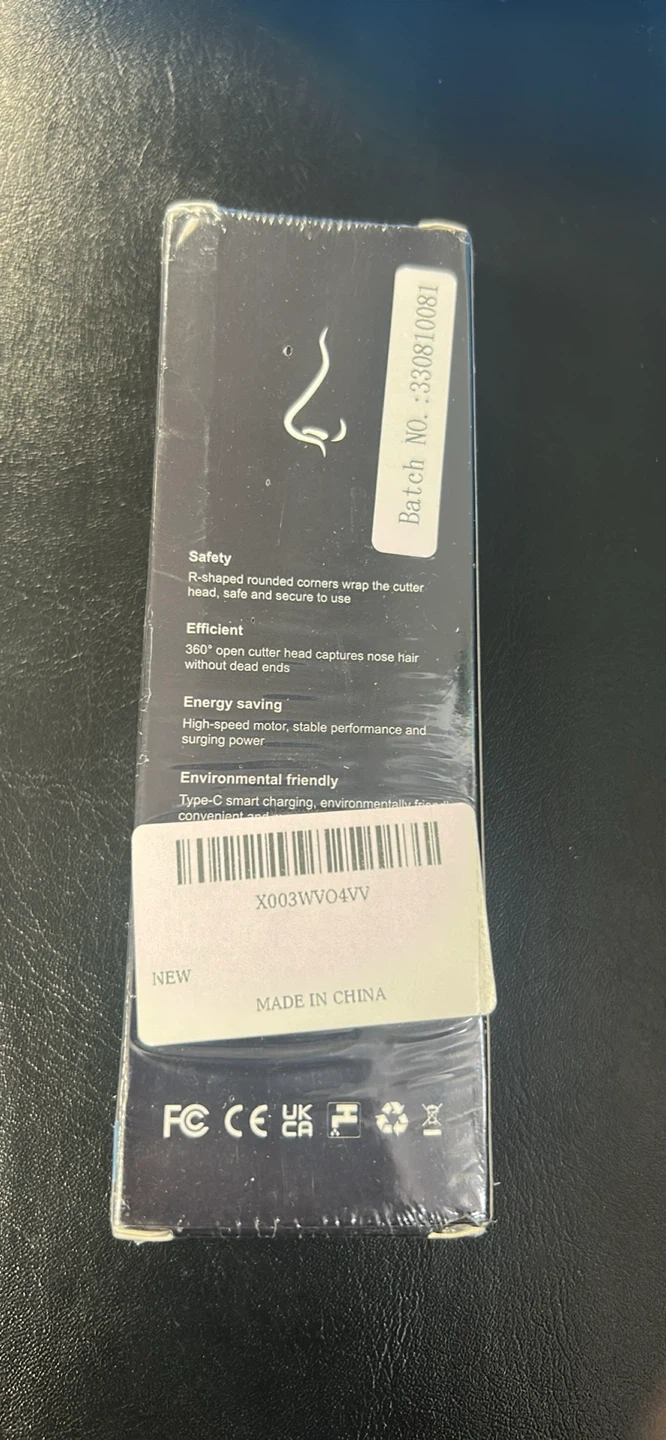 Batch NO.:330810081
Safety
R-shaped rounded corners wrap the cutter
head, safe and secure to use
Efficient
360° open cutter head captures nose hair
without dead ends
Energy saving
High-speed motor, stable performance and
surging power
Environmental friendly
Type-C smart charging, environmentally
convenient and
X003WVO4VV
NEW
MADE IN CHINA
FC CE UK
CA